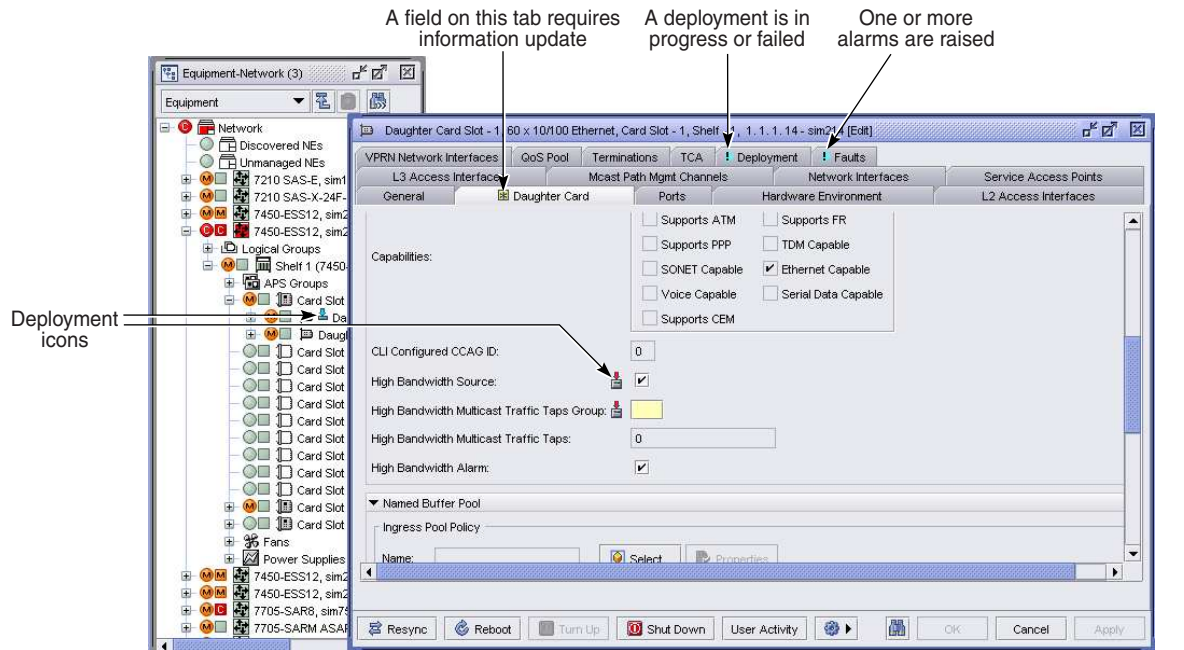 A field on this tab requires
information update
A deployment is in
progress or failed
One or more
alarms are raised
Deployment
icons
Equipment-Network (3)
Equipment
Network
Discovered NEs
Unmanaged NEs
7210 SAS-E, sim1
7210 SAS-X-24F-
7450-ESS12, sim2
7450-ESS12, sim2
Logical Groups
Shelf 1 (7450-
APS Groups
Card Slot
Da
Daugl
Card Slot
Card Slot
Card Slot
Card Slot
Card Slot
Card Slot
Card Slot
Card Slot
Card Slot
Card Slot
Card Slot
Fans
Power Supplies
7450-ESS12, sim2
7450-ESS12, sim2
7705-SAR8, sim75
7705-SARM ASAP
Daughter Card Slot - 1, 60 x 10/100 Ethernet, Card Slot - 1, Shelf - 1, 1.1.1.14 - sim214 [Edit]
VPRN Network Interfaces QoS Pool Terminations TCA ! Deployment ! Faults
L3 Access Interfaces Mcast Path Mgmt Channels Network Interfaces Service Access Points
General Daughter Card Ports Hardware Environment L2 Access Interfaces
Capabilities:
Supports ATM Supports FR
Supports PPP TDM Capable
SONET Capable Ethernet Capable
Voice Capable Serial Data Capable
Supports CEM
CLI Configured CCAG ID: 0
High Bandwidth Source:
High Bandwidth Multicast Traffic Taps Group:
High Bandwidth Multicast Traffic Taps: 0
High Bandwidth Alarm:
Named Buffer Pool
Ingress Pool Policy
Name: Select Properties
Resync Reboot Turn Up Shut Down User Activity OK Cancel Apply